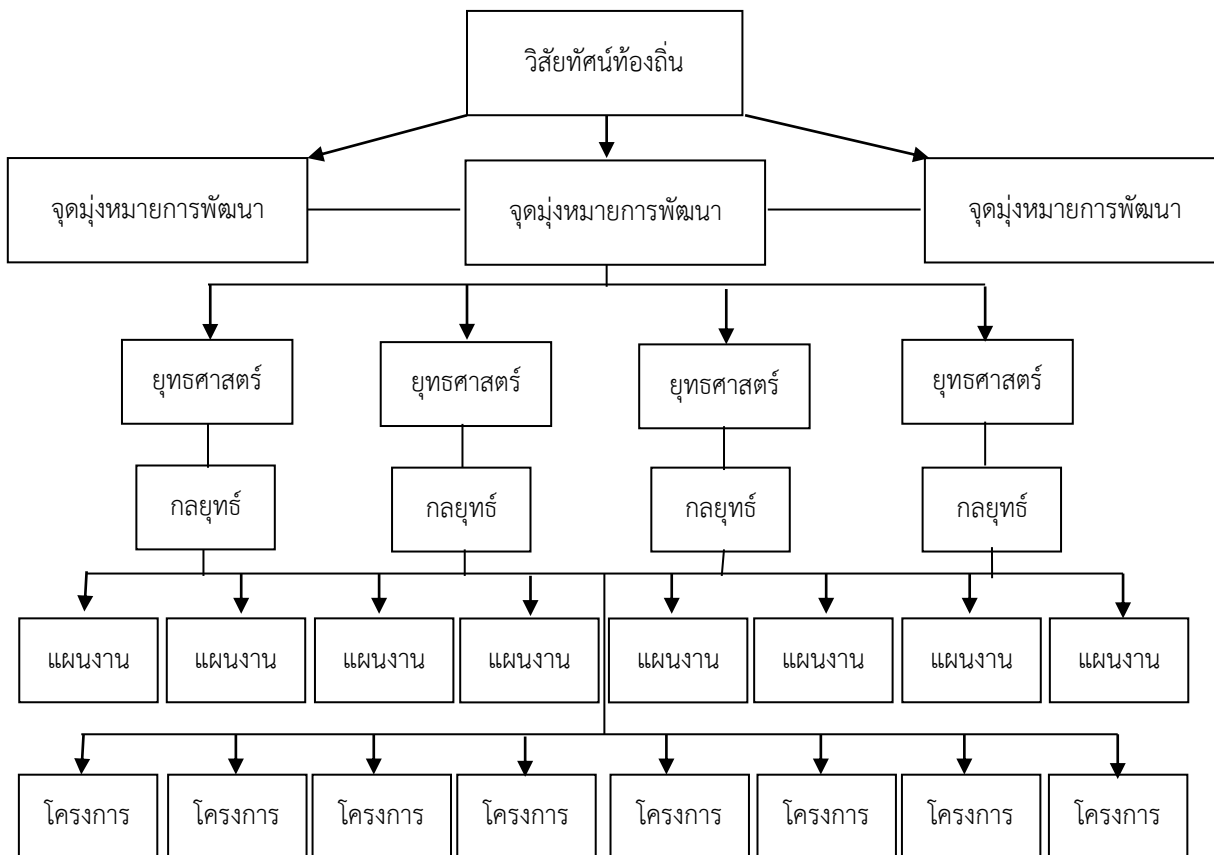 วิสัยทัศน์ท้องถิ่น
จุดมุ่งหมายการพัฒนา
จุดมุ่งหมายการพัฒนา
จุดมุ่งหมายการพัฒนา
ยุทธศาสตร์
ยุทธศาสตร์
ยุทธศาสตร์
ยุทธศาสตร์
กลยุทธ์
กลยุทธ์
กลยุทธ์
กลยุทธ์
แผนงาน
แผนงาน
แผนงาน
แผนงาน
แผนงาน
แผนงาน
แผนงาน
แผนงาน
โครงการ
โครงการ
โครงการ
โครงการ
โครงการ
โครงการ
โครงการ
โครงการ